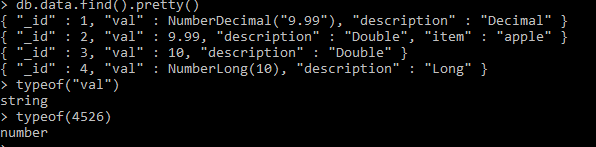 > db.data.find().pretty()
{ "_id" : 1, "val" : NumberDecimal("9.99"), "description" : "Decimal" }
{ "_id" : 2, "val" : 9.99, "description" : "Double", "item" : "apple" }
{ "_id" : 3, "val" : 10, "description" : "Double" }
{ "_id" : 4, "val" : NumberLong(10), "description" : "Long" }
> typeof("val")
string
> typeof(4526)
number